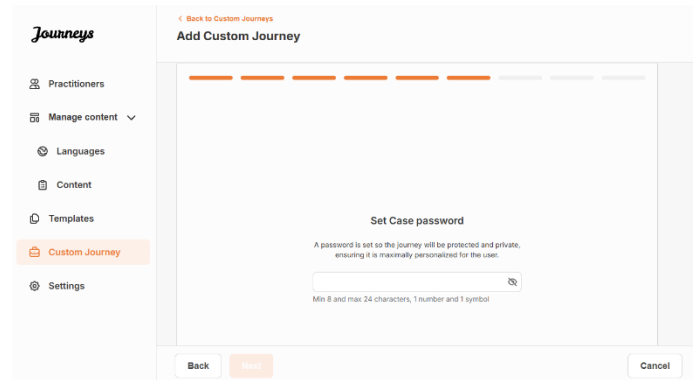 Journeys
Practitioners
Manage content
Languages
Content
Templates
Custom Journey
Settings
< Back to Custom Journeys
Add Custom Journey
Set Case password
A password is set so the journey will be protected and private,
ensuring it is maximally personalized for the user.
Min 8 and max 24 characters, 1 number and 1 symbol
Back
Next
Cancel